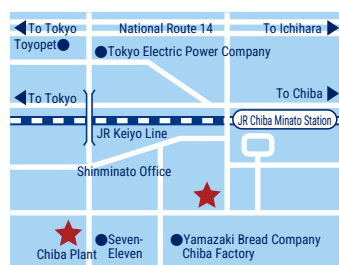 To Tokyo National Route 14 To Ichihara
Toyopet
Tokyo Electric Power Company
To Tokyo
To Chiba
JR Chiba Minato Station
JR Keiyo Line
Shinminato Office
Chiba Plant
Seven-
Eleven
Yamazaki Bread Company
Chiba Factory